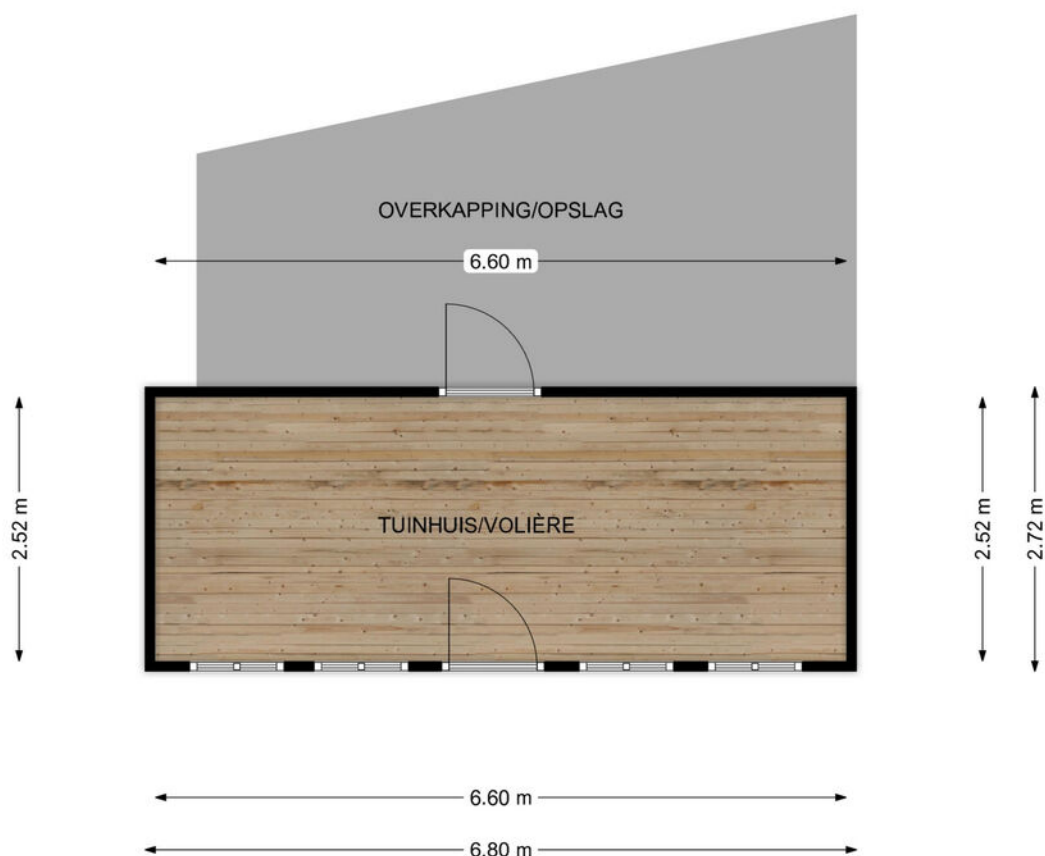 OVERKAPPING/OPSLAG
6.60 m
2.52 m
TUINHUIS/VOLIÈRE
2.52 m
2.72 m
6.60 m
6.80 m